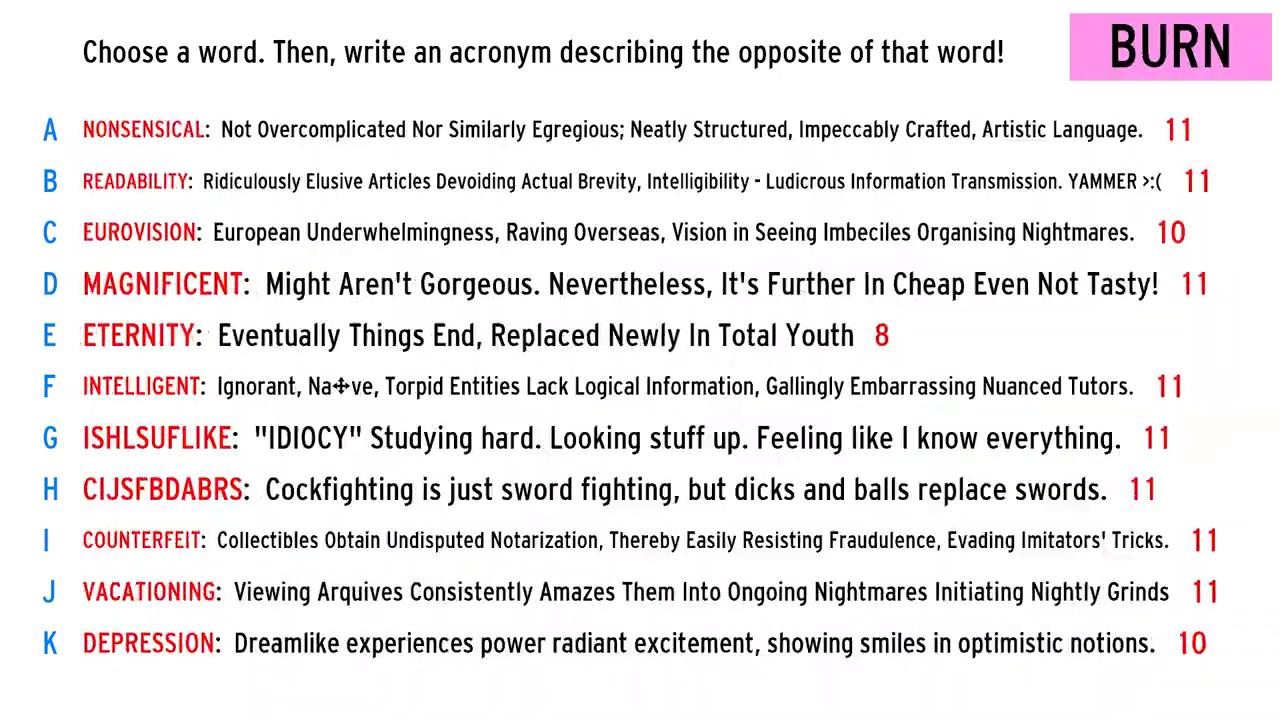 Choose a word. Then, write an acronym describing the opposite of that word!
BURN
A NONSENSICAL: Not Overcomplicated Nor Similarly Egregious; Neatly Structured, Impeccably Crafted, Artistic Language. 11
B READABILITY: Ridiculously Elusive Articles Devoiding Actual Brevity, Intelligibility - Ludicrous Information Transmission. YAMMER >:( 11
C EUROVISION: European Underwhelmingness, Raving Overseas, Vision in Seeing Imbeciles Organising Nightmares. 10
D MAGNIFICENT: Might Aren't Gorgeous. Nevertheless, It's Further In Cheap Even Not Tasty! 11
E ETERNITY: Eventually Things End, Replaced Newly In Total Youth 8
F INTELLIGENT: Ignorant, Na✣ve, Torpid Entities Lack Logical Information, Gallingly Embarrassing Nuanced Tutors. 11
G ISHLSUFLIKE: "IDIOCY" Studying hard. Looking stuff up. Feeling like I know everything. 11
H CIJSFBDABRS: Cockfighting is just sword fighting, but dicks and balls replace swords. 11
I COUNTERFEIT: Collectibles Obtain Undisputed Notarization, Thereby Easily Resisting Fraudulence, Evading Imitators' Tricks. 11
J VACATIONING: Viewing Arquives Consistently Amazes Them Into Ongoing Nightmares Initiating Nightly Grinds 11
K DEPRESSION: Dreamlike experiences power radiant excitement, showing smiles in optimistic notions. 10